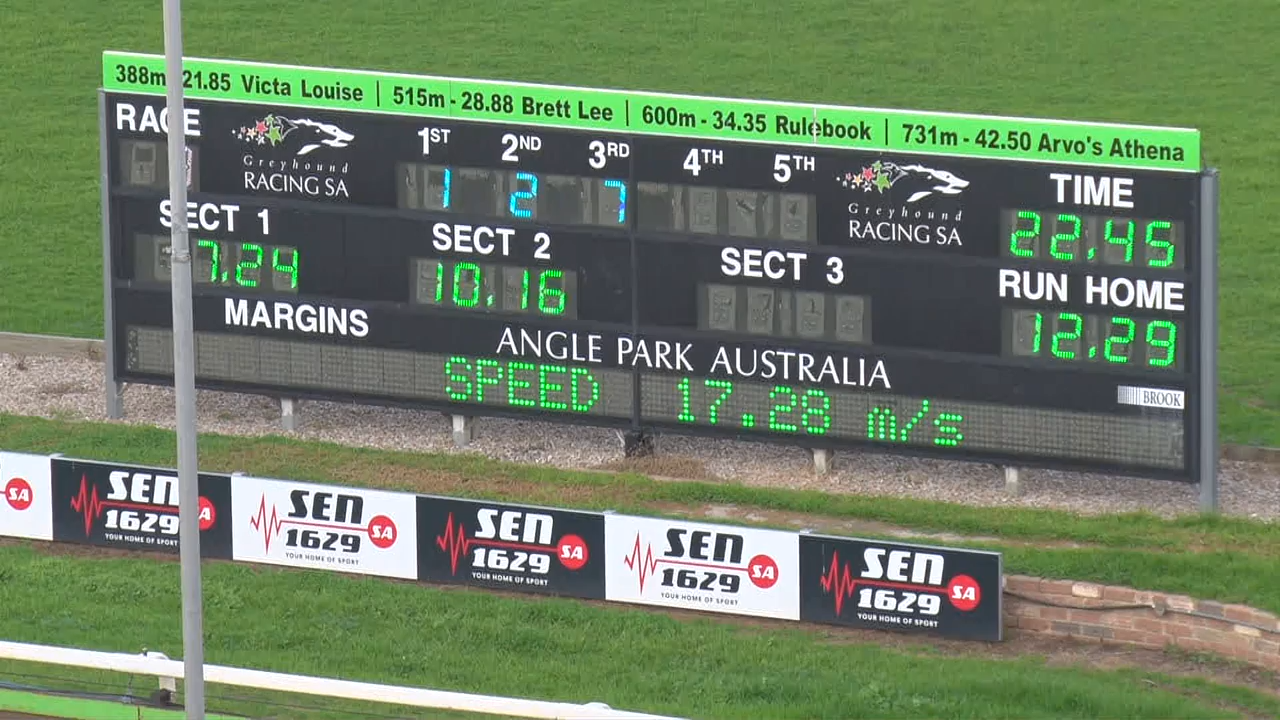 388m 21.85 Victa Louise | 515m - 28.88 Brett Lee | 600m - 34.35 Rulebook | 731m - 42.50 Arvo's Athena
RACE
Greyhound
RACING SA
1ST 2ND 3RD 4TH 5TH
1 2 7
Greyhound
RACING SA
TIME
22.45
SECT 1
7.24
SECT 2
10.16
SECT 3
RUN HOME
12.29
MARGINS
ANGLE PARK AUSTRALIA
BROOK
SPEED 17.28 m/s
SA
SEN
1629
SA
YOUR HOME OF SPORT
SEN
1629
SA
YOUR HOME OF SPORT
SEN
1629
SA
YOUR HOME OF SPORT
SEN
1629
SA
YOUR HOME OF SPORT
SEN
1629
SA
YOUR HOME OF SPORT